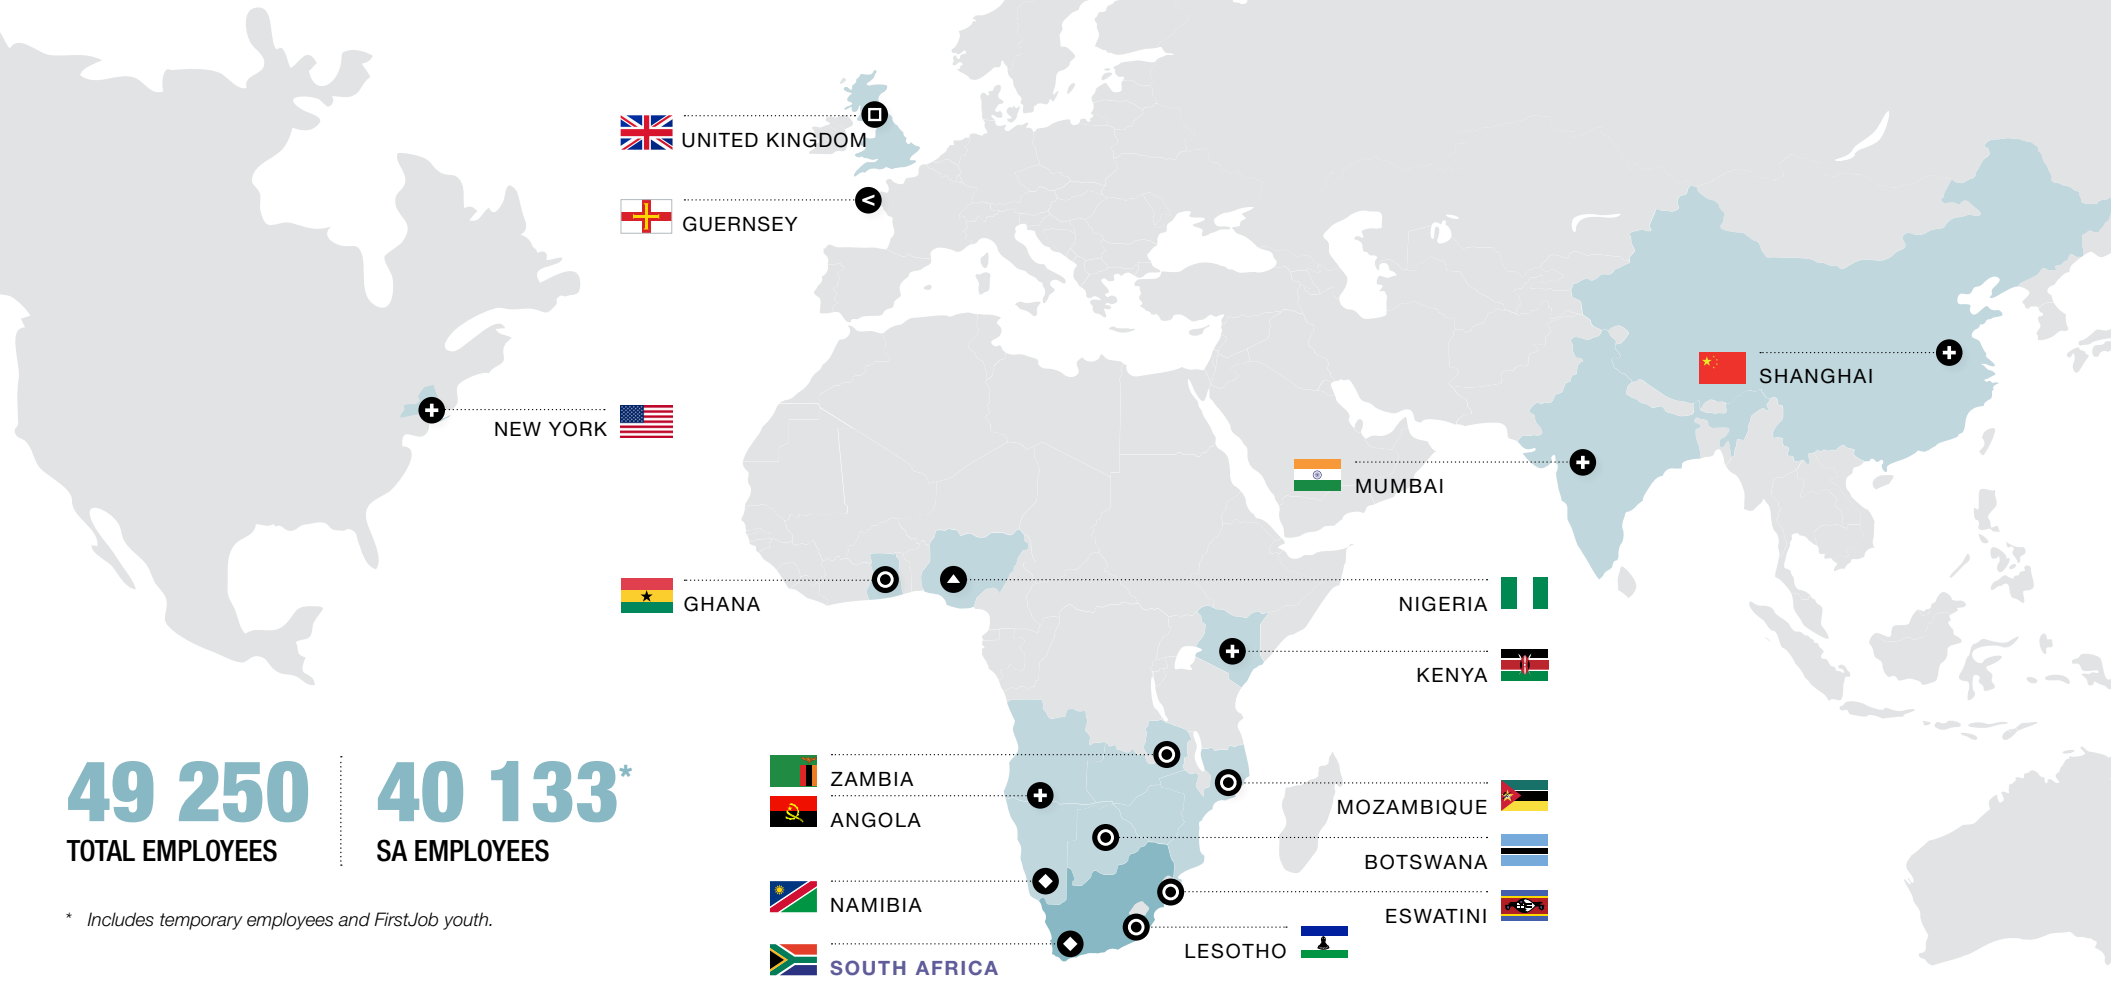 UNITED KINGDOM
GUERNSEY
SHANGHAI
NEW YORK
MUMBAI
GHANA
NIGERIA
KENYA
ZAMBIA
MOZAMBIQUE
ANGOLA
BOTSWANA
NAMIBIA
ESWATINI
LESOTHO
SOUTH AFRICA
49 250
TOTAL EMPLOYEES
40 133*
SA EMPLOYEES
* Includes temporary employees and FirstJob youth.